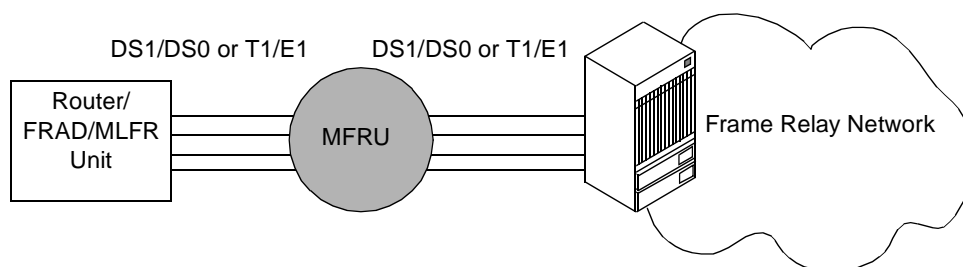 DS1/DS0 or T1/E1
DS1/DS0 or T1/E1
Router/
FRAD/MLFR
Unit
MFRU
Frame Relay Network